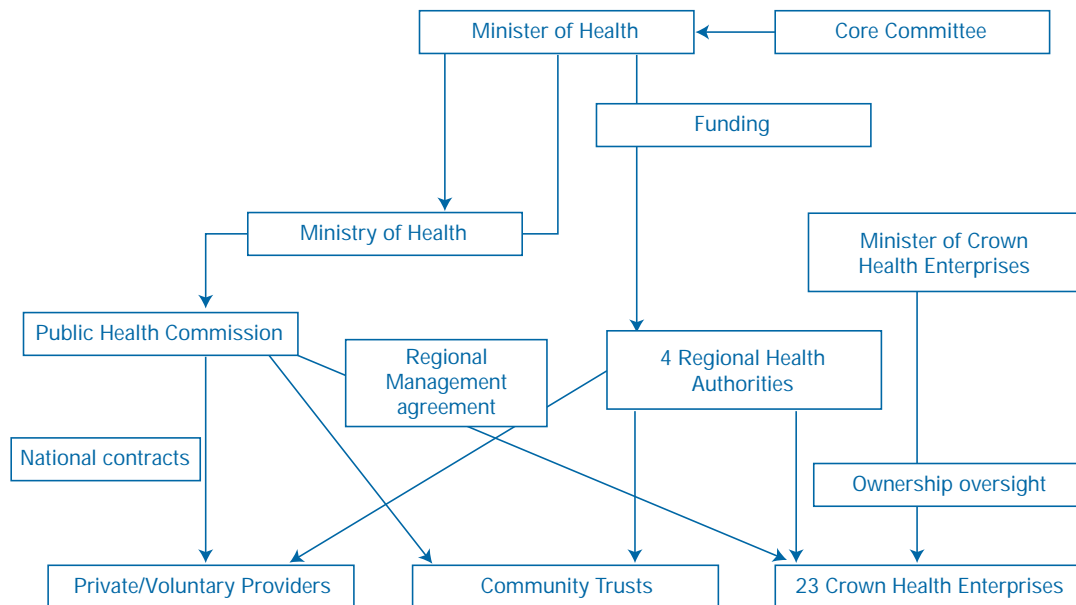 Minister of Health
Core Committee
Funding
Ministry of Health
Minister of Crown
Health Enterprises
Public Health Commission
Regional
Management
agreement
4 Regional Health
Authorities
National contracts
Ownership oversight
Private/Voluntary Providers
Community Trusts
23 Crown Health Enterprises